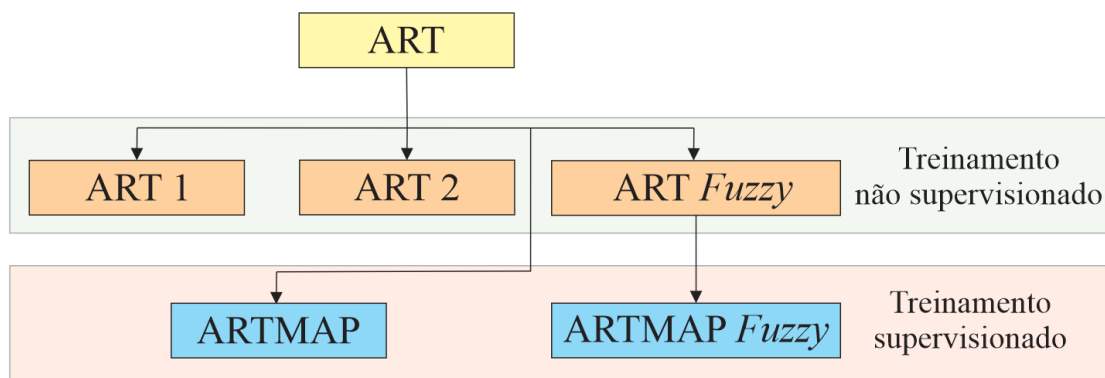 ART
ART 1
ART 2
ART Fuzzy
Treinamento
não supervisionado
ARTMAP
ARTMAP Fuzzy
Treinamento
supervisionado